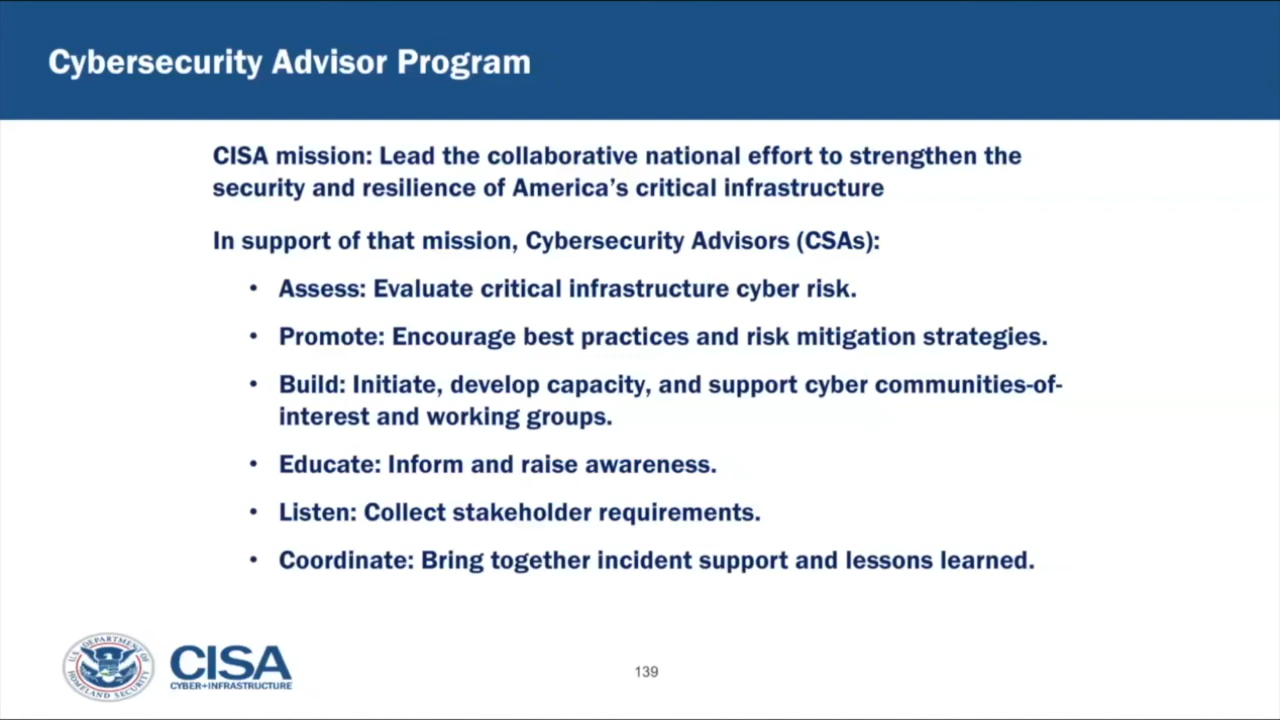 Cybersecurity Advisor Program
CISA mission: Lead the collaborative national effort to strengthen the
security and resilience of America’s critical infrastructure
In support of that mission, Cybersecurity Advisors (CSAs):
• Assess: Evaluate critical infrastructure cyber risk.
• Promote: Encourage best practices and risk mitigation strategies.
• Build: Initiate, develop capacity, and support cyber communities-of-
interest and working groups.
• Educate: Inform and raise awareness.
• Listen: Collect stakeholder requirements.
• Coordinate: Bring together incident support and lessons learned.
U.S. DEPARTMENT OF
HOMELAND SECURITY
CISA
CYBER+INFRASTRUCTURE
139